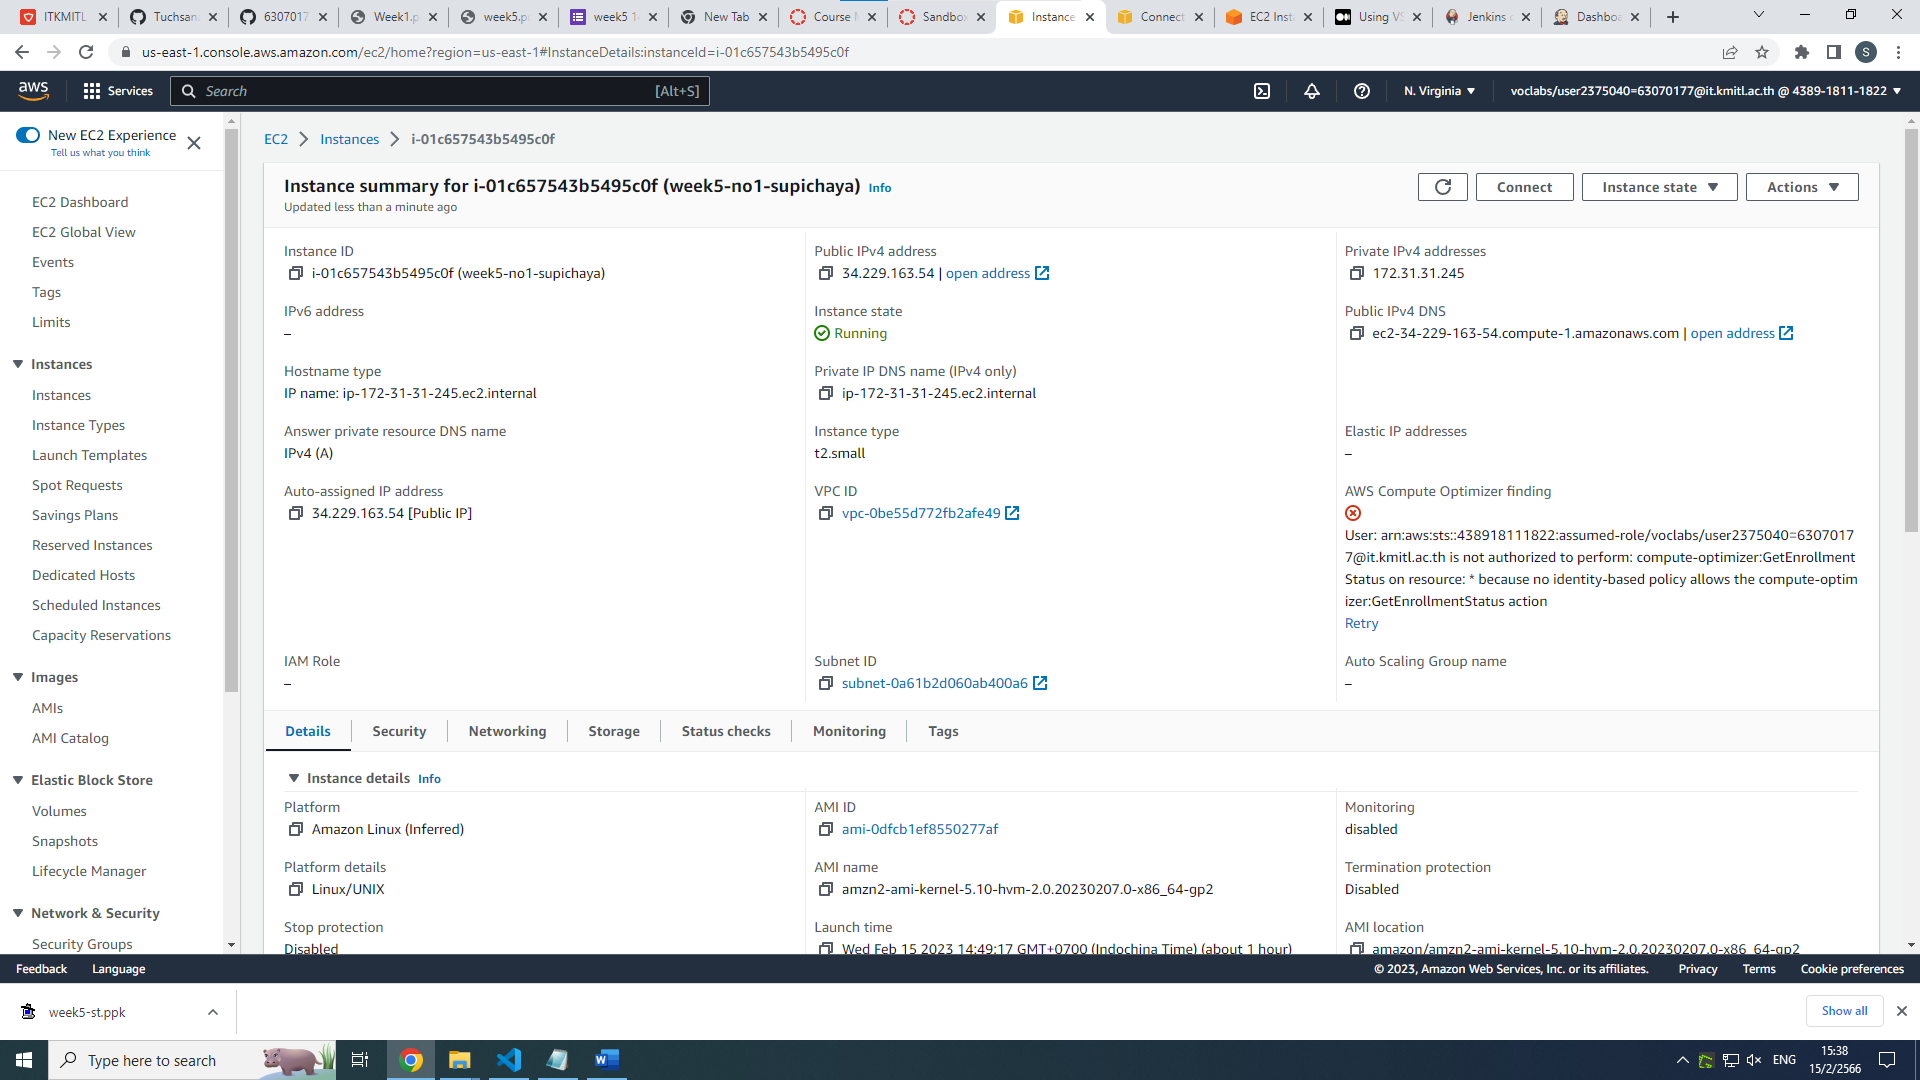 ITKMITL
Tuchsan
6307017
Week1.p
week5.p
week5 1
New Tab
Course
Sandbox
Instance
Connect
EC2 Inst
Using VS
Jenkins
Dashbo
us-east-1.console.aws.amazon.com/ec2/home?region=us-east-1#InstanceDetails:instanceId=i-01c657543b5495c0f
S
aws
Services
Search
[Alt+S]
N. Virginia
voclabs/user2375040=63070177@it.kmitl.ac.th @ 4389-1811-1822
New EC2 Experience
Tell us what you think
EC2 Dashboard
EC2 Global View
Events
Tags
Limits
Instances
Instances
Instance Types
Launch Templates
Spot Requests
Savings Plans
Reserved Instances
Dedicated Hosts
Scheduled Instances
Capacity Reservations
Images
AMIs
AMI Catalog
Elastic Block Store
Volumes
Snapshots
Lifecycle Manager
Network & Security
Security Groups
EC2
Instances
i-01c657543b5495c0f
Instance summary for i-01c657543b5495c0f (week5-no1-supichaya) Info
Updated less than a minute ago
Connect
Instance state
Actions
Instance ID
i-01c657543b5495c0f (week5-no1-supichaya)
Public IPv4 address
34.229.163.54 | open address
Private IPv4 addresses
172.31.31.245
IPv6 address
–
Instance state
Running
Public IPv4 DNS
ec2-34-229-163-54.compute-1.amazonaws.com | open address
Hostname type
IP name: ip-172-31-31-245.ec2.internal
Private IP DNS name (IPv4 only)
ip-172-31-31-245.ec2.internal
Answer private resource DNS name
IPv4 (A)
Instance type
t2.small
Elastic IP addresses
–
Auto-assigned IP address
34.229.163.54 [Public IP]
VPC ID
vpc-0be55d772fb2afe49
AWS Compute Optimizer finding
User: arn:aws:sts::438918111822:assumed-role/voclabs/user2375040=6307017
7@it.kmitl.ac.th is not authorized to perform: compute-optimizer:GetEnrollment
Status on resource: * because no identity-based policy allows the compute-optim
izer:GetEnrollmentStatus action
Retry
IAM Role
–
Subnet ID
subnet-0a61b2d060ab400a6
Auto Scaling Group name
–
Details
Security
Networking
Storage
Status checks
Monitoring
Tags
Instance details Info
Platform
Amazon Linux (Inferred)
AMI ID
ami-0dfcb1ef8550277af
Monitoring
disabled
Platform details
Linux/UNIX
AMI name
amzn2-ami-kernel-5.10-hvm-2.0.20230207.0-x86_64-gp2
Termination protection
Disabled
Stop protection
Disabled
Launch time
Wed Feb 15 2023 14:49:17 GMT+0700 (Indochina Time) (about 1 hour)
AMI location
amazon/amzn2-ami-kernel-5.10-hvm-2.0.20230207.0-x86_64-gp2
Feedback
Language
© 2023, Amazon Web Services, Inc. or its affiliates.
Privacy
Terms
Cookie preferences
week5-st.ppk
Show all
Type here to search
ENG
15:38
15/2/2566